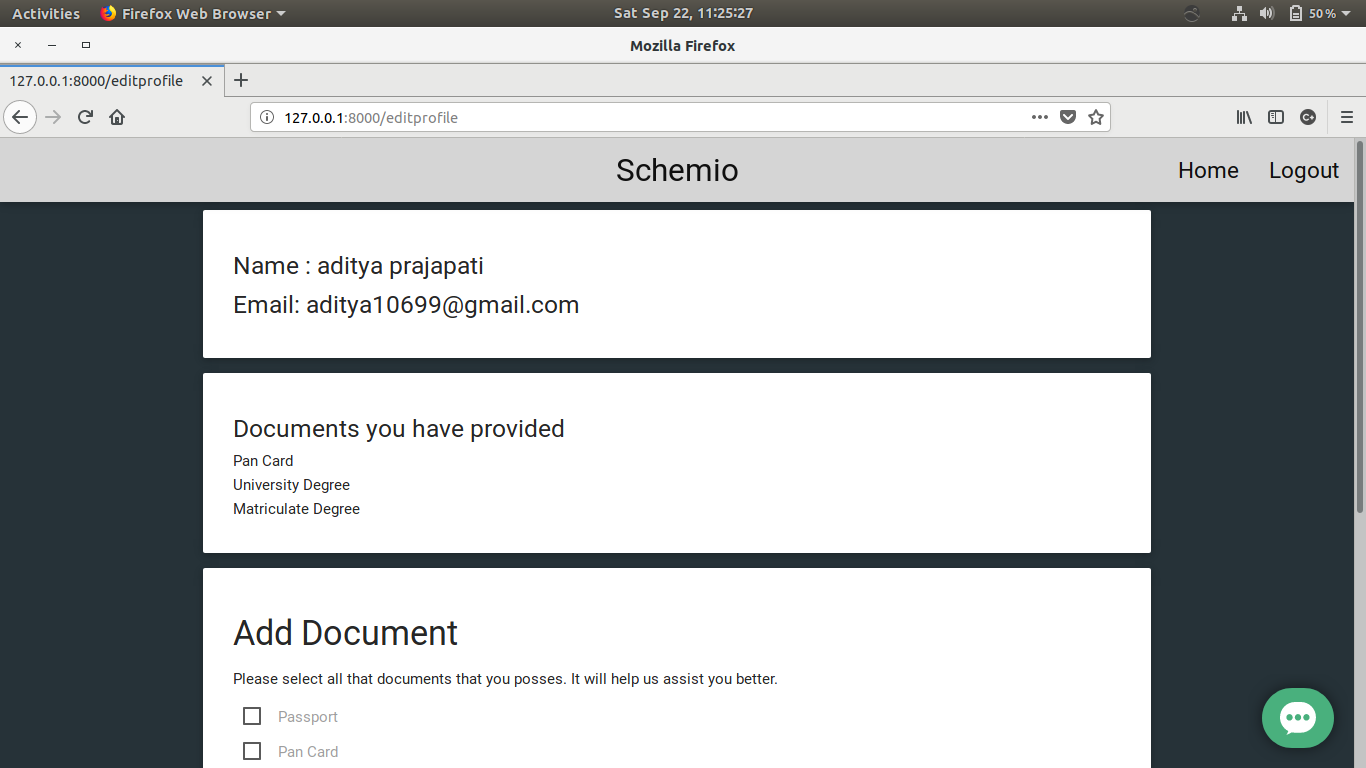 Activities Firefox Web Browser Sat Sep 22, 11:25:27 50%
Mozilla Firefox
127.0.0.1:8000/editprofile
127.0.0.1:8000/editprofile
Schemio Home Logout
Name : aditya prajapati
Email: aditya10699@gmail.com
Documents you have provided
Pan Card
University Degree
Matriculate Degree
Add Document
Please select all that documents that you posses. It will help us assist you better.
Passport
Pan Card